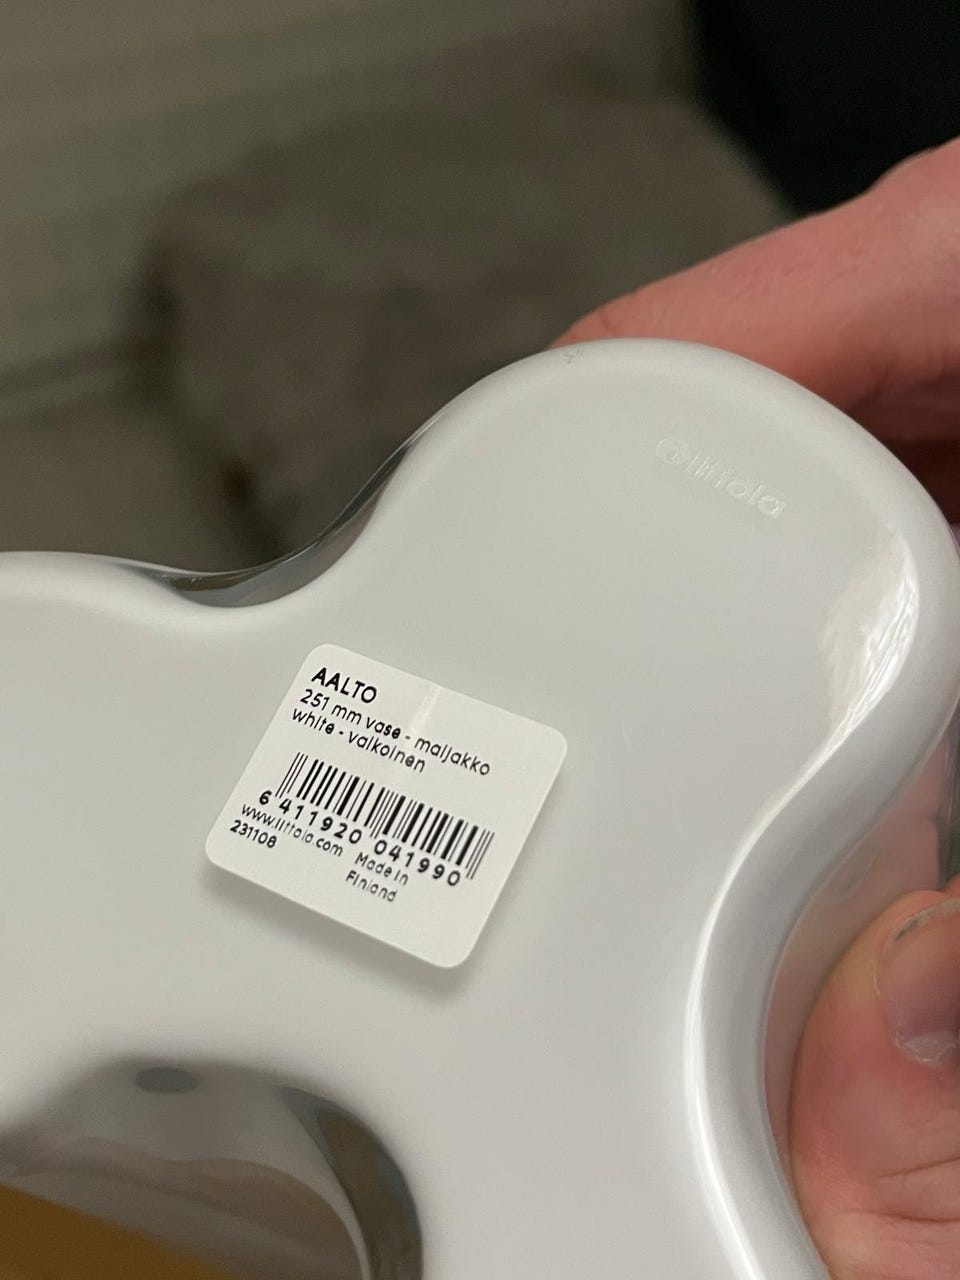 iittala
AALTO
251 mm vase - maljakko
white - valkoinen
6 411920 041990
www.iittala.com
Made in
Finland
231108